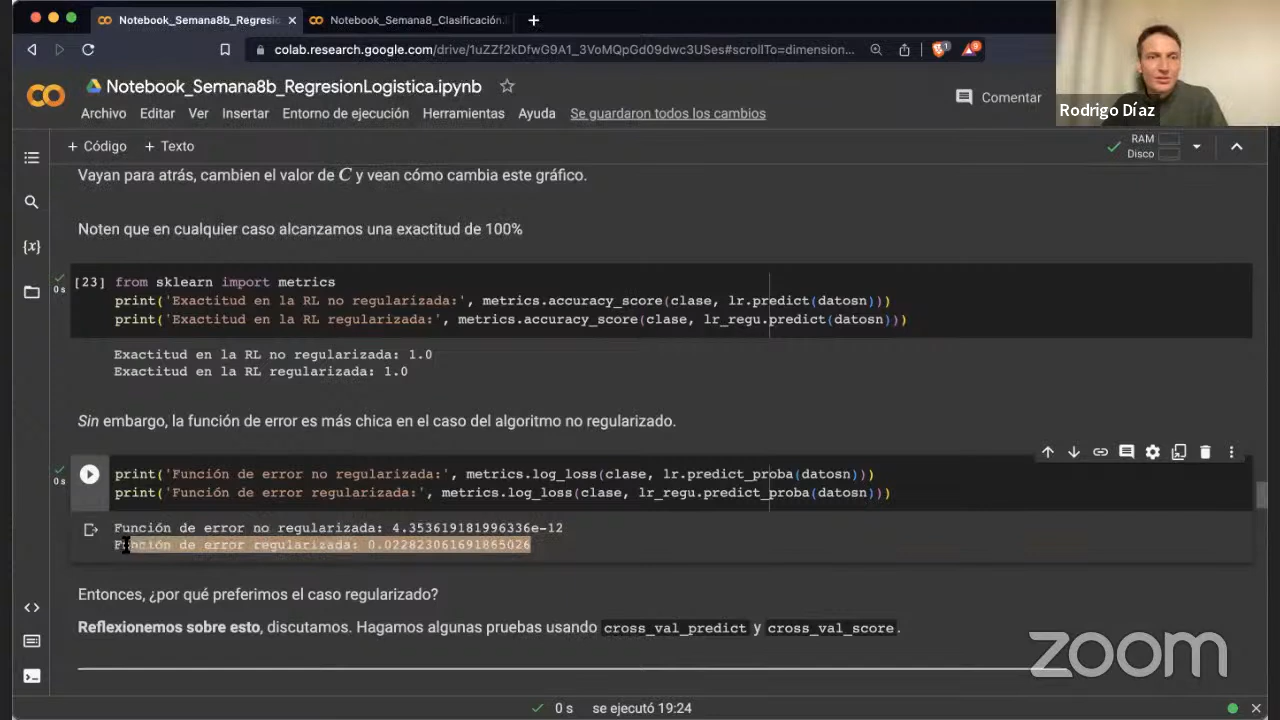 Notebook_Semana8b_Regresi
Notebook_Semana8_Clasificación.i
colab.research.google.com/drive/1uZZf2kDfwG9A1_3VoMQpGd09dwc3USes#scrollTo=dimension...
Notebook_Semana8b_RegresionLogistica.ipynb
Comentar
Rodrigo Díaz
Archivo Editar Ver Insertar Entorno de ejecución Herramientas Ayuda Se guardaron todos los cambios
+ Código + Texto
RAM
Disco
Vayan para atrás, cambien el valor de C y vean cómo cambia este gráfico.
Noten que en cualquier caso alcanzamos una exactitud de 100%
[23] from sklearn import metrics
0 s
print('Exactitud en la RL no regularizada:', metrics.accuracy_score(clase, lr.predict(datosn)))
print('Exactitud en la RL regularizada:', metrics.accuracy_score(clase, lr_regu.predict(datosn)))
Exactitud en la RL no regularizada: 1.0
Exactitud en la RL regularizada: 1.0
Sin embargo, la función de error es más chica en el caso del algoritmo no regularizado.
print('Función de error no regularizada:', metrics.log_loss(clase, lr.predict_proba(datosn)))
0 s
print('Función de error regularizada:', metrics.log_loss(clase, lr_regu.predict_proba(datosn)))
Función de error no regularizada: 4.353619181996336e-12
Función de error regularizada: 0.022823061691865026
Entonces, ¿por qué preferimos el caso regularizado?
Reflexionemos sobre esto, discutamos. Hagamos algunas pruebas usando cross_val_predict y cross_val_score.
zoom
0 s se ejecutó 19:24